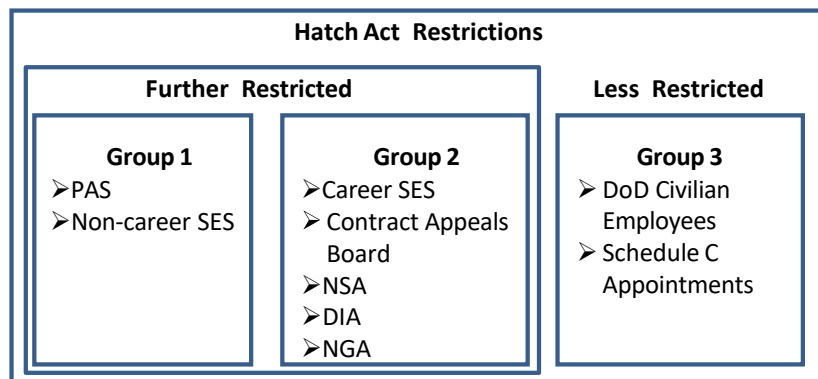 Hatch Act Restrictions
Further Restricted
Less Restricted
Group 1
➢PAS
➢Non-career SES
Group 2
➢Career SES
➢ Contract Appeals
Board
➢NSA
➢DIA
➢NGA
Group 3
➢ DoD Civilian
Employees
➢ Schedule C
Appointments